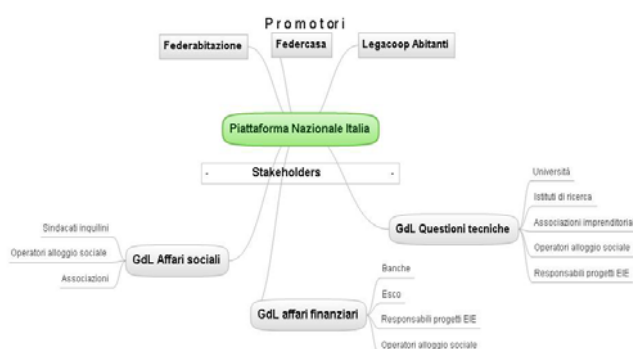 Promotori
Federabitazione
Federcasa
Legacoop Abitanti
Piattaforma Nazionale Italia
- Stakeholders -
GdL Questioni tecniche
Università
Istituti di ricerca
Associazioni imprenditoria
Operatori alloggio sociale
Responsabili progetti EIE
GdL Affari sociali
Sindacati inquilini
Operatori alloggio sociale
Associazioni
GdL affari finanziari
Banche
Esco
Responsabili progetti EIE
Operatori alloggio sociale